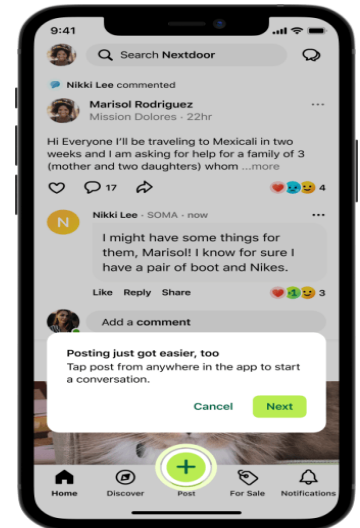 9:41
Search Nextdoor
Nikki Lee commented
Marisol Rodriguez
Mission Dolores · 22hr
Hi Everyone I'll be traveling to Mexicali in two
weeks and I am asking for help for a family of 3
(mother and two daughters) whom ...more
17
4
N
Nikki Lee · SOMA · now
I might have some things for
them, Marisol! I know for sure I
have a pair of boot and Nikes.
Like Reply Share
+1
3
Add a comment
Posting just got easier, too
Tap post from anywhere in the app to start
a conversation.
Cancel Next
Home Discover Post For Sale Notifications